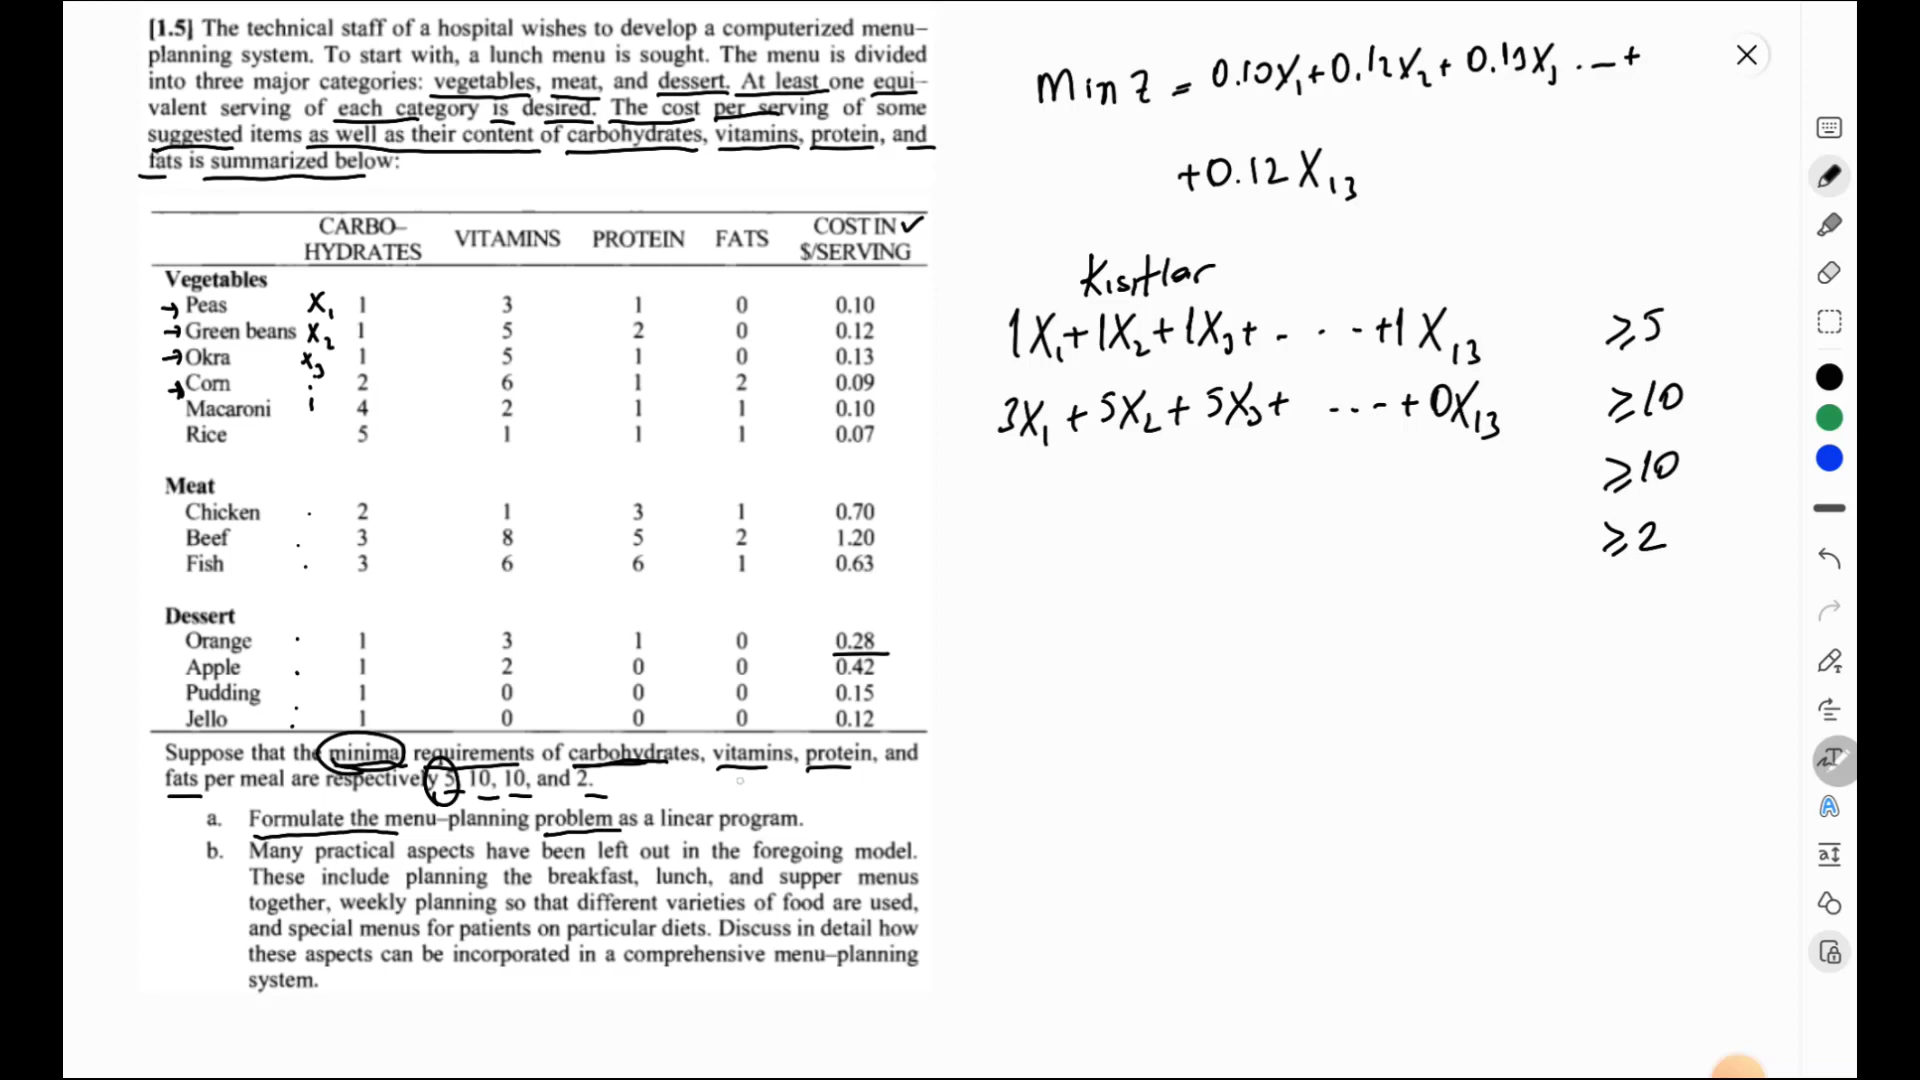 [1.5] The technical staff of a hospital wishes to develop a computerized menu–
planning system. To start with, a lunch menu is sought. The menu is divided
into three major categories: vegetables, meat, and dessert. At least one equi–
valent serving of each category is desired. The cost per serving of some
suggested items as well as their content of carbohydrates, vitamins, protein, and
fats is summarized below:
CARBO–
HYDRATES VITAMINS PROTEIN FATS COST IN ✓
$/SERVING
Vegetables
→ Peas X₁ 1 3 1 0 0.10
→ Green beans X₂ 1 5 2 0 0.12
→ Okra X₃ 1 5 1 0 0.13
→ Corn 2 6 1 2 0.09
Macaroni 4 2 1 1 0.10
Rice 5 1 1 1 0.07
Meat
Chicken 2 1 3 1 0.70
Beef 3 8 5 2 1.20
Fish 3 6 6 1 0.63
Dessert
Orange 1 3 1 0 0.28
Apple 1 2 0 0 0.42
Pudding 1 0 0 0 0.15
Jello 1 0 0 0 0.12
Suppose that the minimal requirements of carbohydrates, vitamins, protein, and
fats per meal are respectively 5, 10, 10, and 2.
a. Formulate the menu–planning problem as a linear program.
b. Many practical aspects have been left out in the foregoing model.
These include planning the breakfast, lunch, and supper menus
together, weekly planning so that different varieties of food are used,
and special menus for patients on particular diets. Discuss in detail how
these aspects can be incorporated in a comprehensive menu–planning
system.
Min Z = 0.10X₁ + 0.12X₂ + 0.13X₃ ... +
+0.12X₁₃
Kısıtlar
1X₁ + 1X₂ + 1X₃ + ... + 1X₁₃ ≥ 5
3X₁ + 5X₂ + 5X₃ + ... + 0X₁₃ ≥ 10
≥ 10
≥ 2